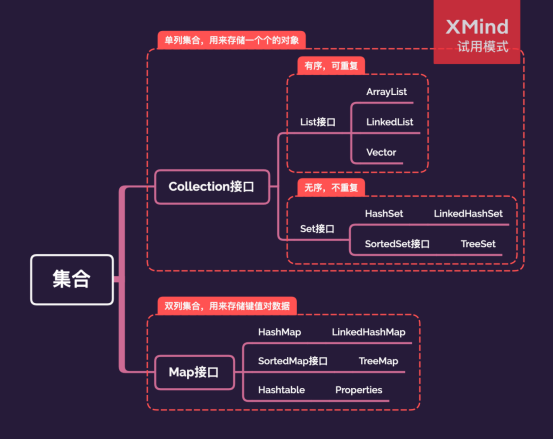 XMind
试用模式
单列集合，用来存储一个个的对象
有序，可重复
ArrayList
List接口
LinkedList
Vector
Collection接口
无序，不重复
HashSet LinkedHashSet
Set接口
SortedSet接口 TreeSet
集合
双列集合，用来存储键值对数据
HashMap LinkedHashMap
Map接口
SortedMap接口 TreeMap
Hashtable Properties